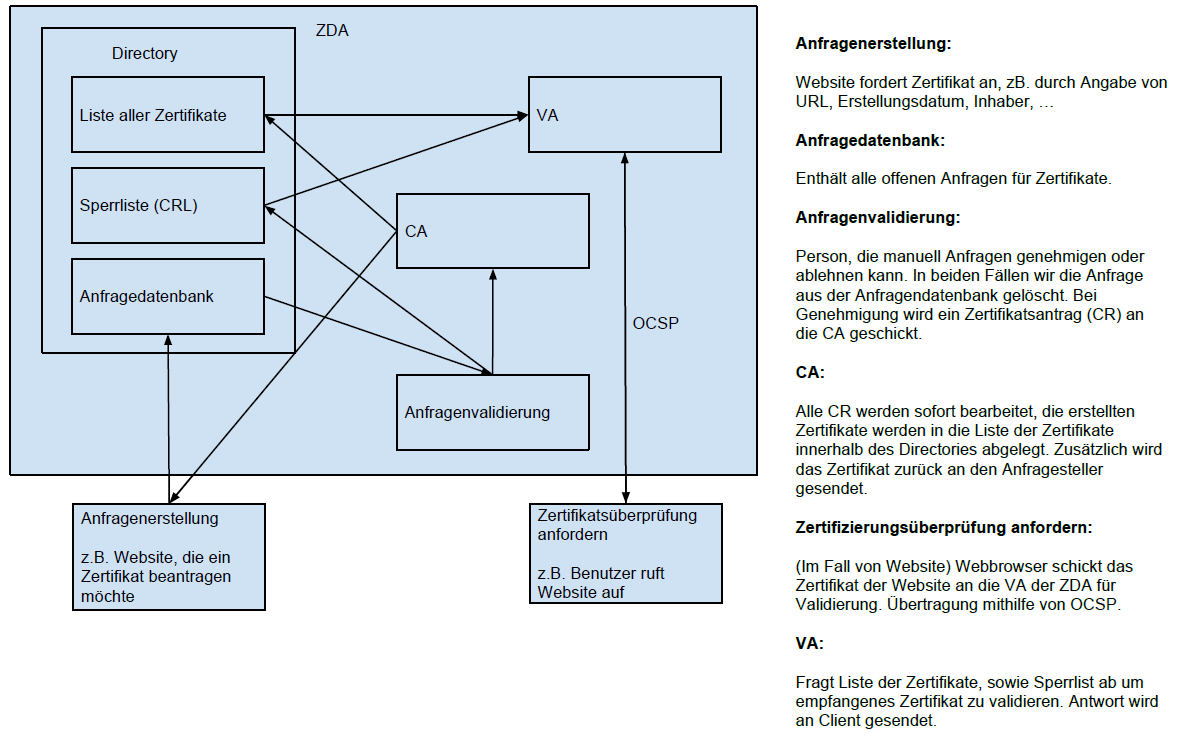 ZDA
Directory
Liste aller Zertifikate
VA
Sperrliste (CRL)
CA
Anfragedatenbank
OCSP
Anfragenvalidierung
Anfragenerstellung
z.B. Website, die ein
Zertifikat beantragen
möchte
Zertifikatsüberprüfung
anfordern
z.B. Benutzer ruft
Website auf
Anfragenerstellung:
Website fordert Zertifikat an, zB. durch Angabe von
URL, Erstellungsdatum, Inhaber, …
Anfragedatenbank:
Enthält alle offenen Anfragen für Zertifikate.
Anfragenvalidierung:
Person, die manuell Anfragen genehmigen oder
ablehnen kann. In beiden Fällen wir die Anfrage
aus der Anfragendatenbank gelöscht. Bei
Genehmigung wird ein Zertifikatsantrag (CR) an
die CA geschickt.
CA:
Alle CR werden sofort bearbeitet, die erstellten
Zertifikate werden in die Liste der Zertifikate
innerhalb des Directories abgelegt. Zusätzlich wird
das Zertifikat zurück an den Anfragesteller
gesendet.
Zertifizierungsüberprüfung anfordern:
(Im Fall von Website) Webbrowser schickt das
Zertifikat der Website an die VA der ZDA für
Validierung. Übertragung mithilfe von OCSP.
VA:
Fragt Liste der Zertifikate, sowie Sperrlist ab um
empfangenes Zertifikat zu validieren. Antwort wird
an Client gesendet.